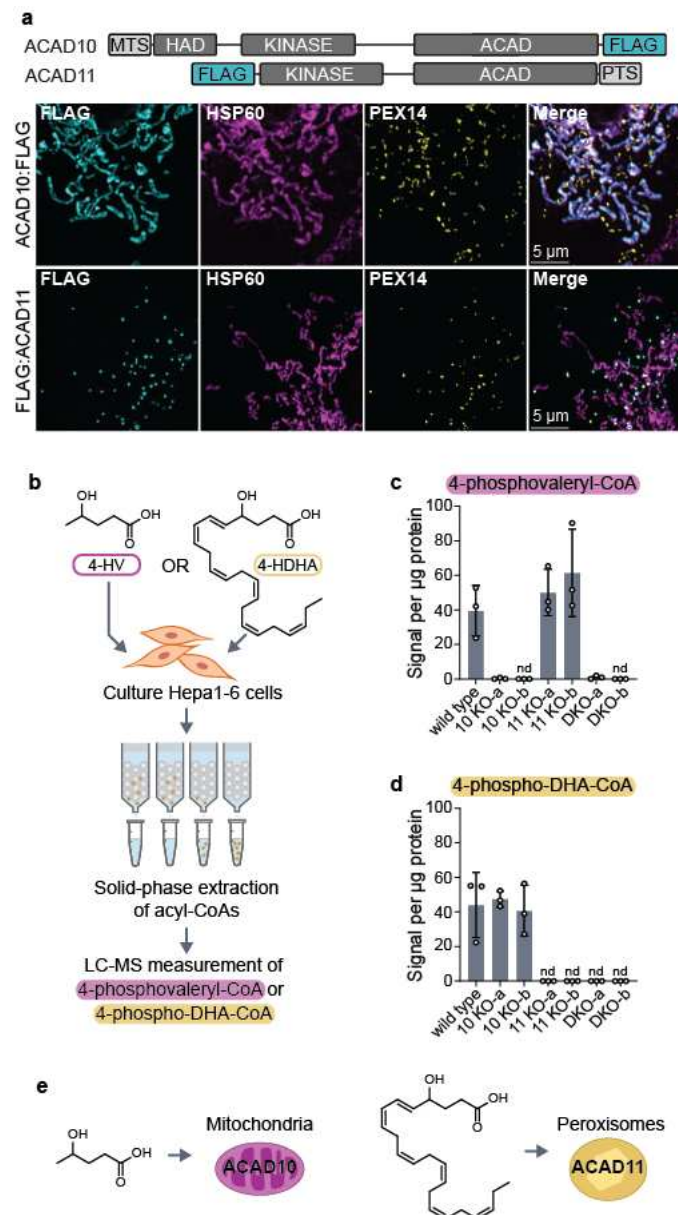 a
ACAD10 MTS HAD KINASE ACAD FLAG
ACAD11 FLAG KINASE ACAD PTS
FLAG HSP60 PEX14 Merge
ACAD10:FLAG
5 µm
FLAG HSP60 PEX14 Merge
FLAG:ACAD11
5 µm
b
OH
OH
O
4-HV
OR
OH
OH
O
4-HDHA
Culture Hepa1-6 cells
Solid-phase extraction
of acyl-CoAs
LC-MS measurement of
4-phosphovaleryl-CoA or
4-phospho-DHA-CoA
c
4-phosphovaleryl-CoA
Signal per µg protein
100
80
60
40
20
0
nd nd
wild type 10 KO-a 10 KO-b 11 KO-a 11 KO-b DKO-a DKO-b
d
4-phospho-DHA-CoA
Signal per µg protein
100
80
60
40
20
0
nd nd nd nd
wild type 10 KO-a 10 KO-b 11 KO-a 11 KO-b DKO-a DKO-b
e
OH
OH
O
Mitochondria
ACAD10
OH
OH
O
Peroxisomes
ACAD11